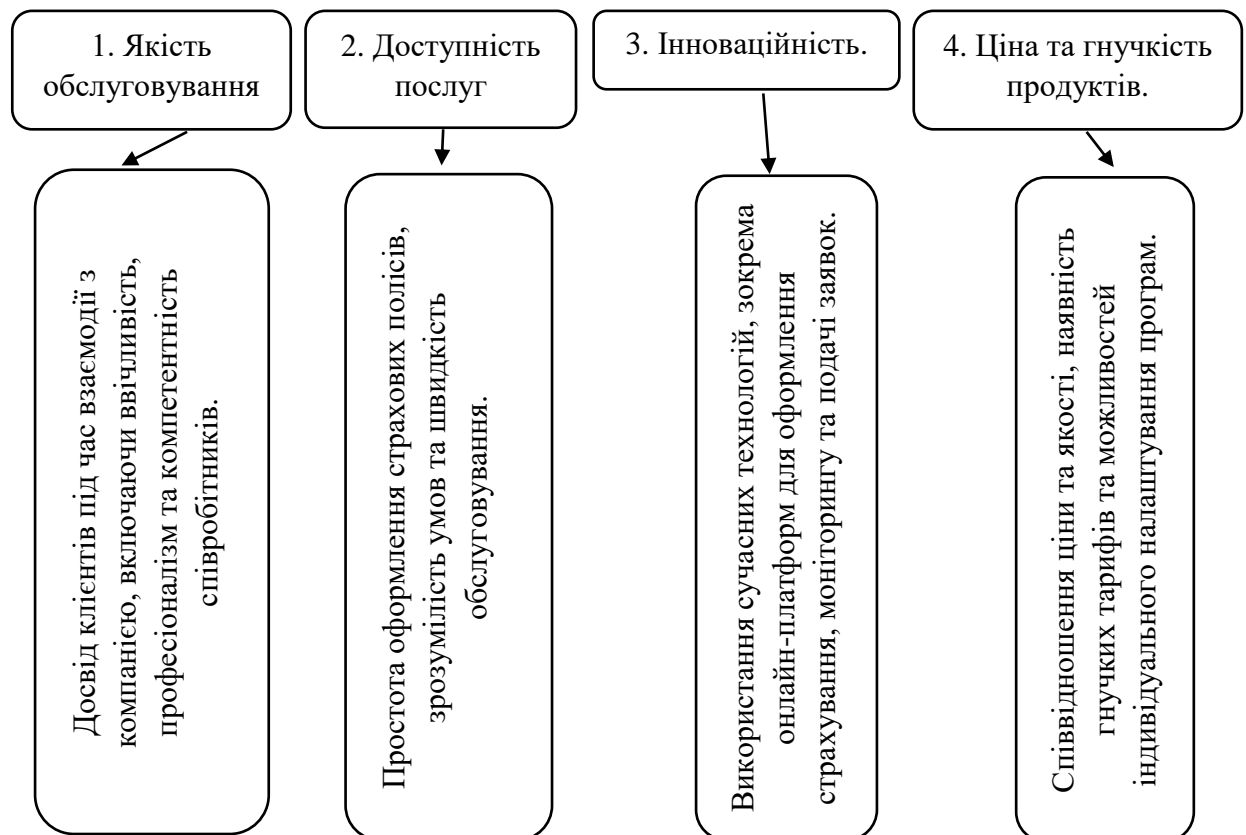 1. Якість
обслуговування
2. Доступність
послуг
3. Інноваційність.
4. Ціна та гнучкість
продуктів.
Досвід клієнтів під час взаємодії з
компанією, включаючи ввічливість,
професіоналізм та компетентність
співробітників.
Простота оформлення страхових полісів,
зрозумілість умов та швидкість
обслуговування.
Використання сучасних технологій, зокрема
онлайн-платформ для оформлення
страхування, моніторингу та подачі заявок.
Співвідношення ціни та якості, наявність
гнучких тарифів та можливостей
індивідуального налаштування програм.